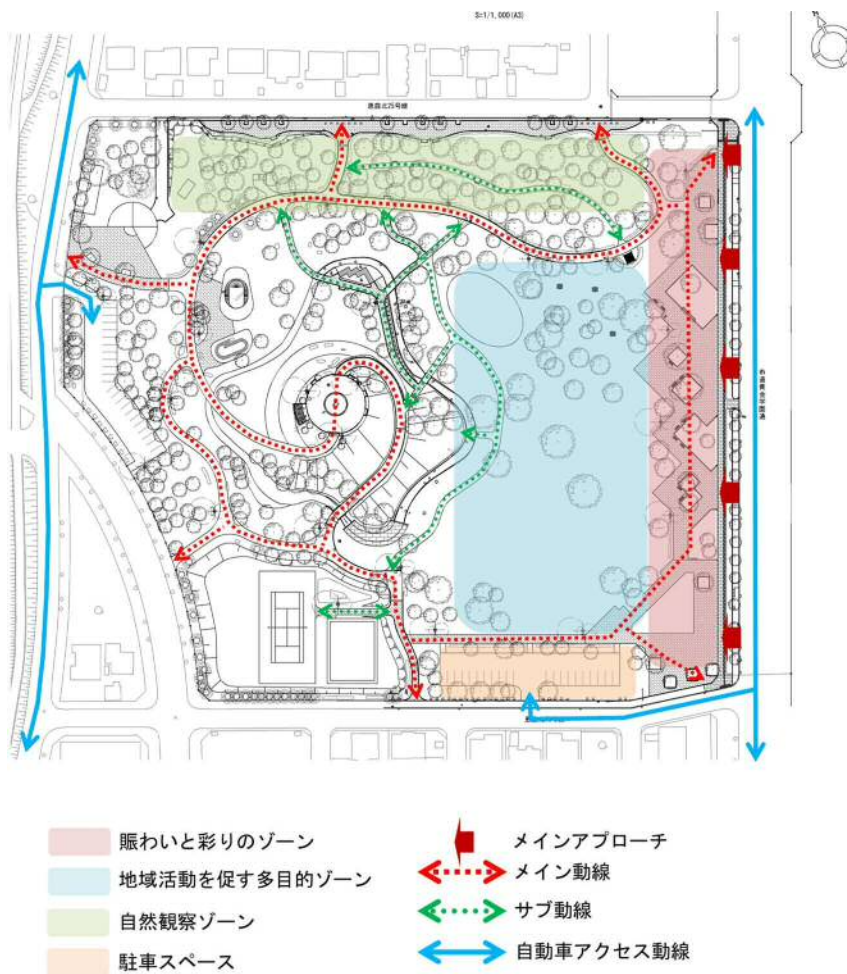 S=1/1,000(A3)
賑わいと彩りのゾーン
地域活動を促す多目的ゾーン
自然観察ゾーン
駐車スペース
メインアプローチ
メイン動線
サブ動線
自動車アクセス動線